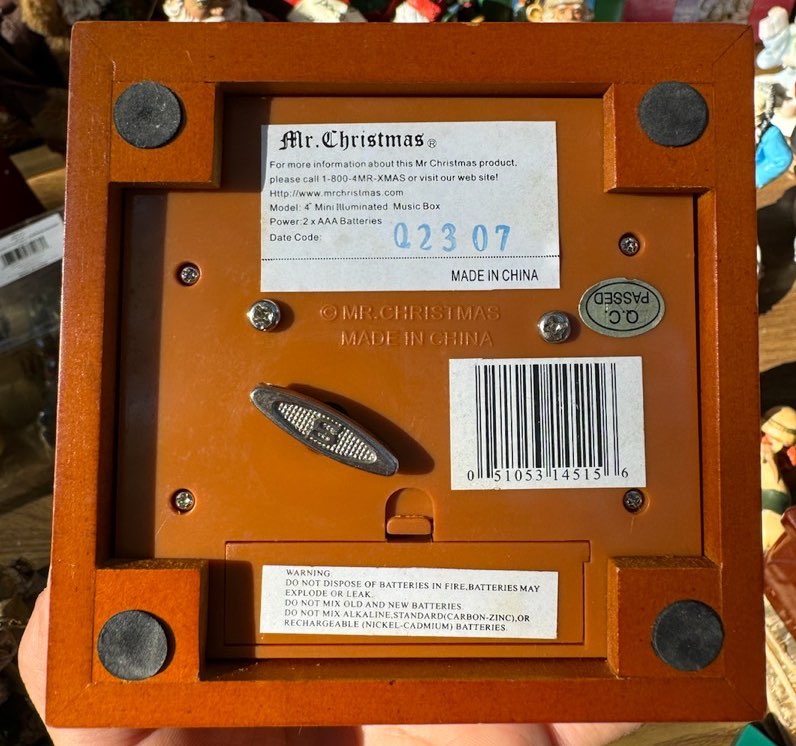 Mr. Christmas®
For more information about this Mr Christmas product,
please call 1-800-4MR-XMAS or visit our web site!
Http://www.mrchristmas.com
Model: 4" Mini Illuminated Music Box
Power: 2 x AAA Batteries
Date Code: Q2307
MADE IN CHINA
© MR.CHRISTMAS
MADE IN CHINA
Q.C.
PASSED
0 51053 14515 6
WARNING:
DO NOT DISPOSE OF BATTERIES IN FIRE,BATTERIES MAY
EXPLODE OR LEAK.
DO NOT MIX OLD AND NEW BATTERIES.
DO NOT MIX ALKALINE,STANDARD(CARBON-ZINC),OR
RECHARGEABLE (NICKEL-CADMIUM) BATTERIES.